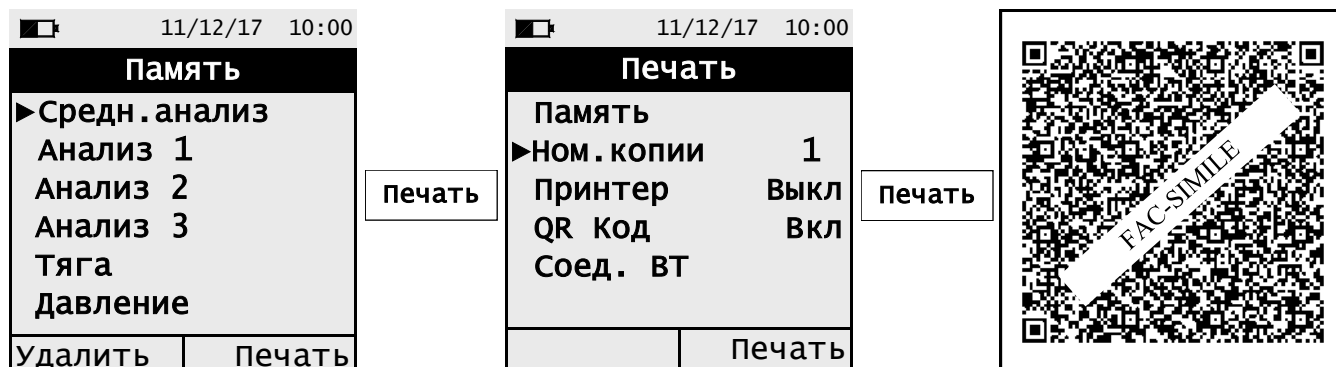 11/12/17 10:00
Память
▶Средн.анализ
Анализ 1
Анализ 2
Анализ 3
Тяга
Давление
Удалить Печать
Печать
11/12/17 10:00
Печать
Память
▶Ном.копии 1
Принтер Выкл
QR Код Вкл
Соед. BT
Печать
Печать
FAC-SIMILE